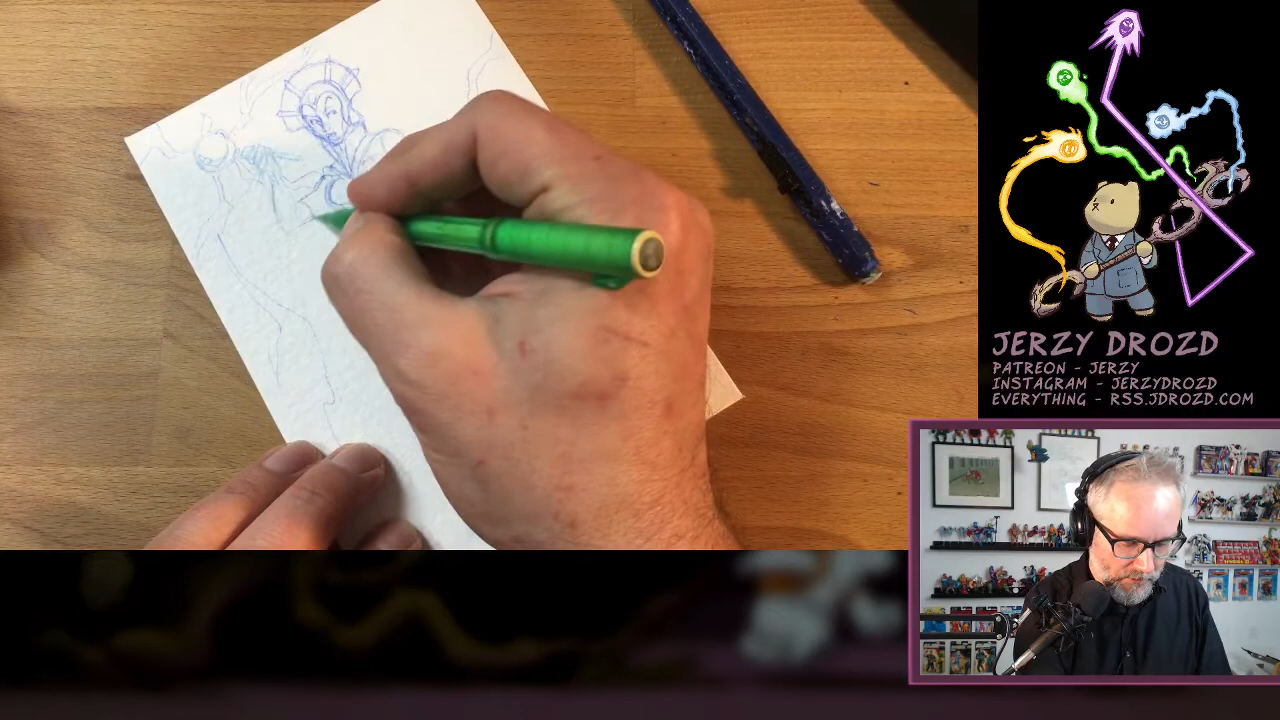 JERZY DROZD
PATREON - JERZY
INSTAGRAM - JERZYDROZD
EVERYTHING - RSS.JDROZD.COM